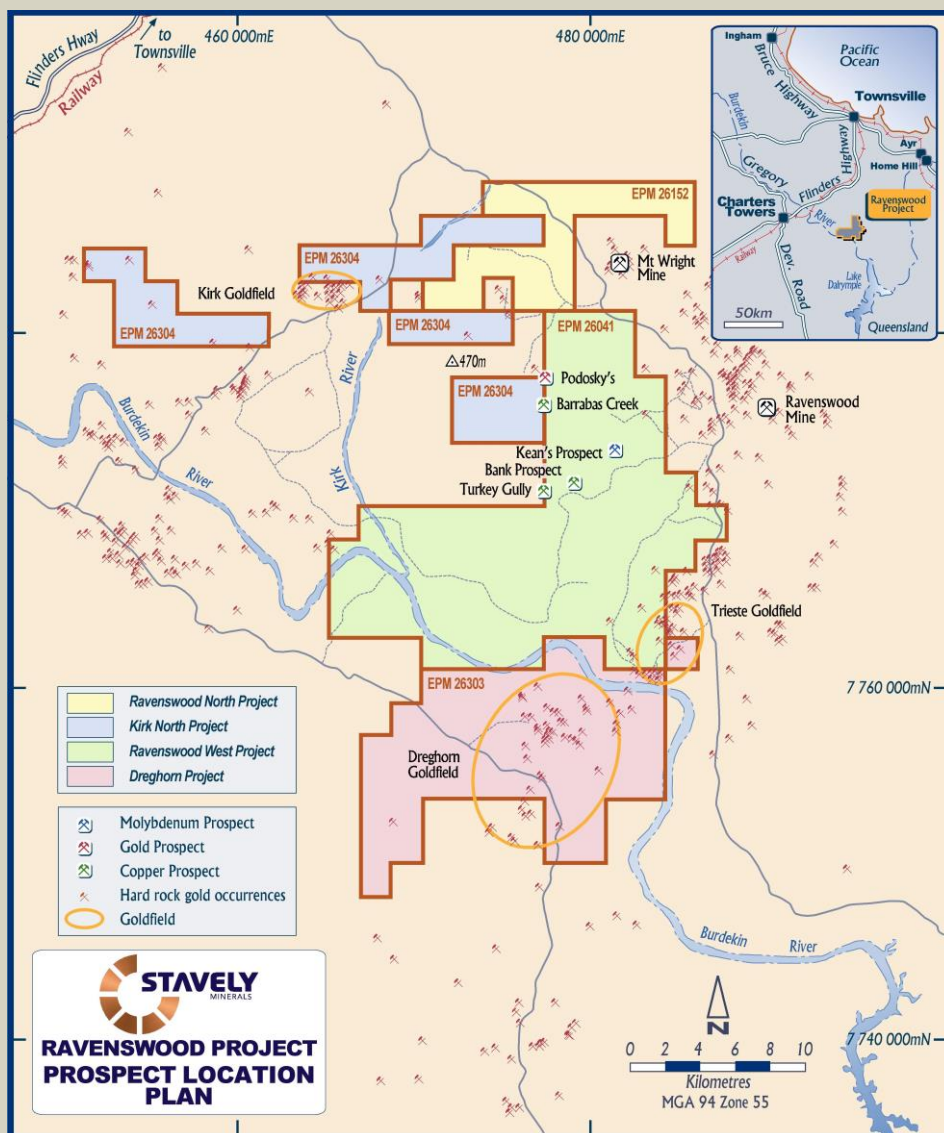 460 000mE
480 000mE
to
Townsville
Flinders Hwy
Railway
Ingham
Pacific
Ocean
Bruce Highway
Townsville
Burdekin
Ayr
Home Hill
Gregory
Flinders Highway
Charters
Towers
River
Ravenswood
Project
Railway
Dev. Road
Lake
Dalrymple
50km
Queensland
EPM 26152
EPM 26304
Mt Wright
Mine
Kirk Goldfield
EPM 26304
EPM 26304
EPM 26041
470m
EPM 26304
Podosky's
Barrabas Creek
Ravenswood
Mine
Kean's Prospect
Bank Prospect
Turkey Gully
Burdekin
River
Kirk
River
Trieste Goldfield
EPM 26303
7 760 000mN
Dreghorn
Goldfield
Ravenswood North Project
Kirk North Project
Ravenswood West Project
Dreghorn Project
Molybdenum Prospect
Gold Prospect
Copper Prospect
Hard rock gold occurrences
Goldfield
Burdekin
River
STAVELY
MINERALS
RAVENSWOOD PROJECT
PROSPECT LOCATION
PLAN
N
7 740 000mN
0 2 4 6 8 10
Kilometres
MGA 94 Zone 55